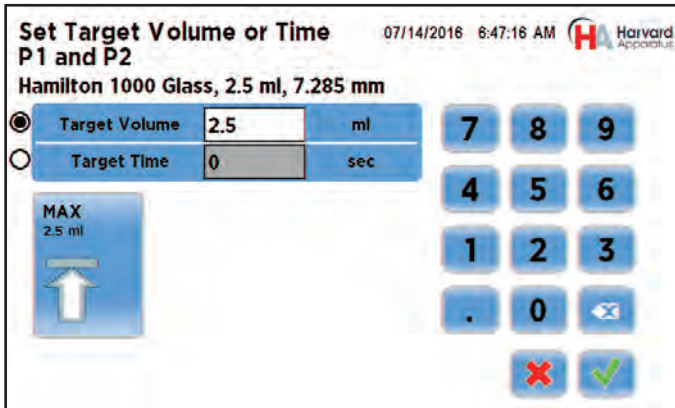 Set Target Volume or Time
P1 and P2
07/14/2016 6:47:16 AM
HA Harvard
Apparatus
Hamilton 1000 Glass, 2.5 ml, 7.285 mm
Target Volume 2.5 ml
Target Time 0 sec
MAX
2.5 ml
7 8 9
4 5 6
1 2 3
. 0